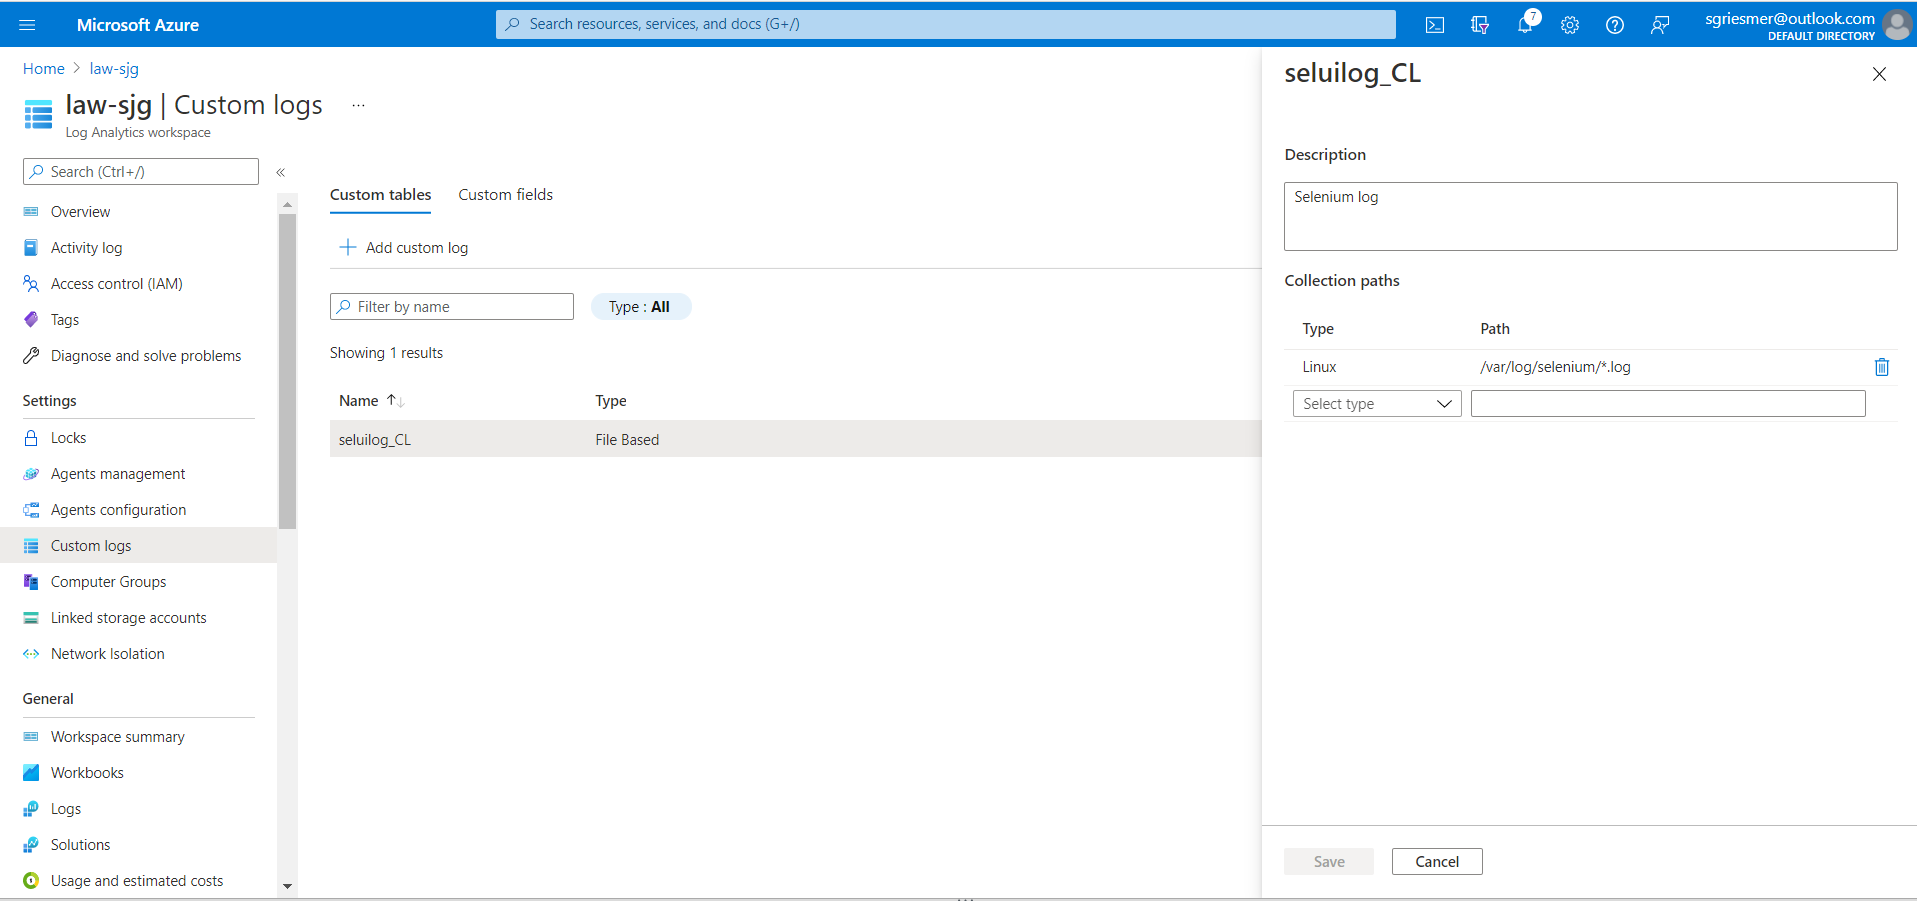 Microsoft Azure
Search resources, services, and docs (G+/)
7
sgriesmer@outlook.com
DEFAULT DIRECTORY
Home > law-sjg
law-sjg | Custom logs ...
Log Analytics workspace
Search (Ctrl+/)
«
Overview
Activity log
Access control (IAM)
Tags
Diagnose and solve problems
Settings
Locks
Agents management
Agents configuration
Custom logs
Computer Groups
Linked storage accounts
Network Isolation
General
Workspace summary
Workbooks
Logs
Solutions
Usage and estimated costs
Custom tables Custom fields
Add custom log
Filter by name Type : All
Showing 1 results
Name Type
seluilog_CL File Based
seluilog_CL
Description
Selenium log
Collection paths
Type Path
Linux /var/log/selenium/*.log
Select type
Save Cancel